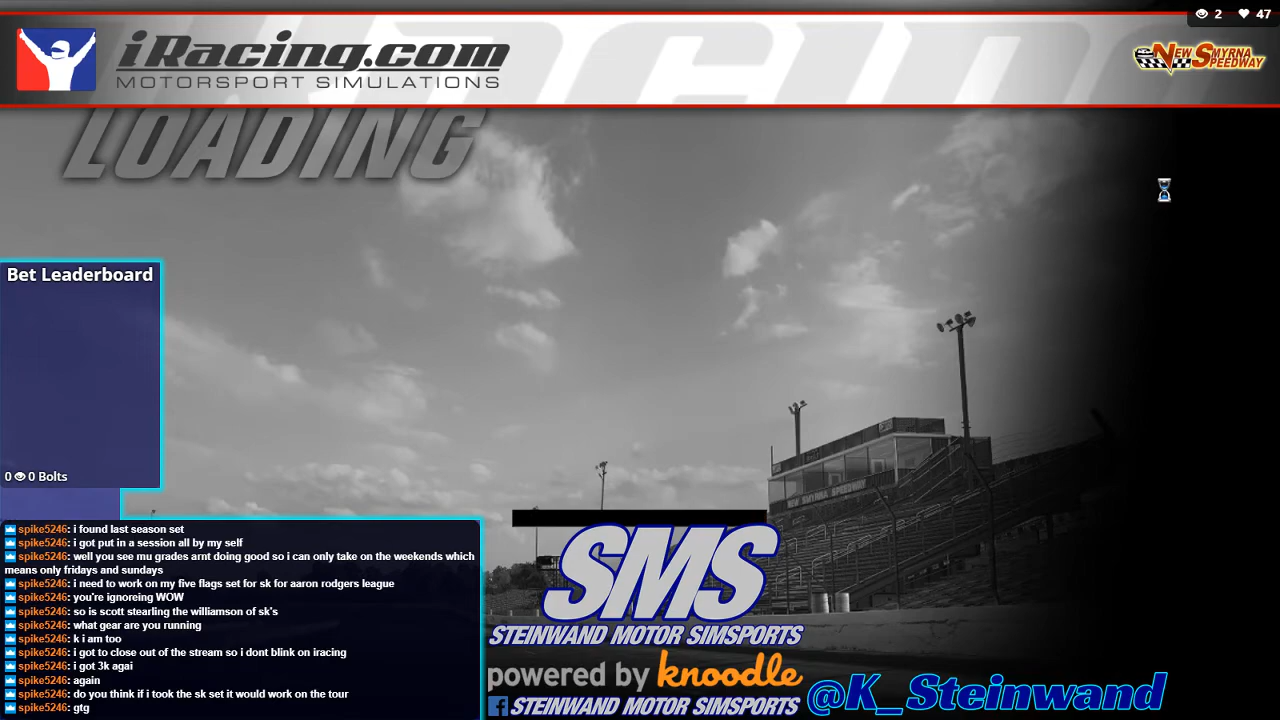 2 47
iRacing.com
MOTORSPORT SIMULATIONS
NEW SMYRNA
SPEEDWAY
LOADING
Bet Leaderboard
0 0 Bolts
NEW SMYRNA SPEEDWAY
spike5246: i found last season set
spike5246: i got put in a session all by my self
spike5246: well you see mu grades arnt doing good so i can only take on the weekends which
means only fridays and sundays
spike5246: i need to work on my five flags set for sk for aaron rodgers league
spike5246: you're ignoreing WOW
spike5246: so is scott stearling the williamson of sk's
spike5246: what gear are you running
spike5246: k i am too
spike5246: i got to close out of the stream so i dont blink on iracing
spike5246: i got 3k agai
spike5246: again
spike5246: do you think if i took the sk set it would work on the tour
spike5246: gtg
SMS
STEINWAND MOTOR SIMSPORTS
powered by knoodle
STEINWAND MOTOR SIMSPORTS
@K_Steinwand